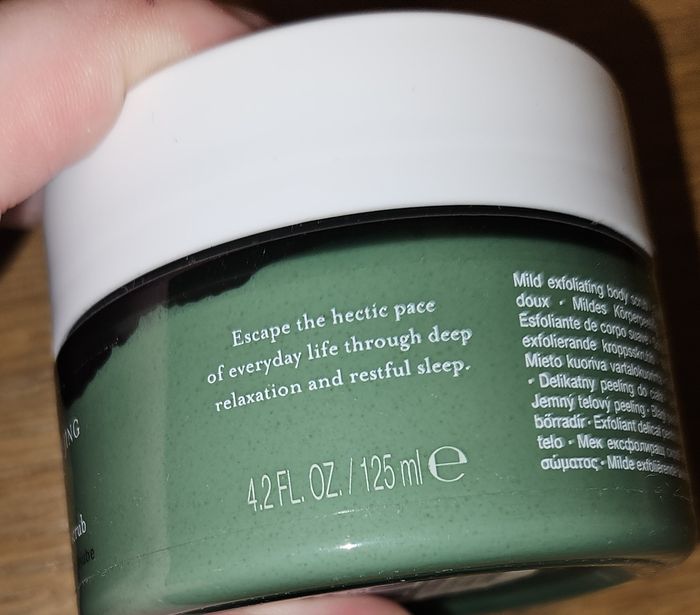 Escape the hectic pace
of everyday life through deep
relaxation and restful sleep.
4.2 FL. OZ. / 125 ml ℮
Mild exfoliating body
doux · Mildes
Esfoliante de corpo
exfolierande kroppsskrubb
Mieto kuoriva
· Delikatny peeling do
Jemný telový peeling ·
bőrradír · Exfoliant delicat
telo · Мек
σώματος · Milde